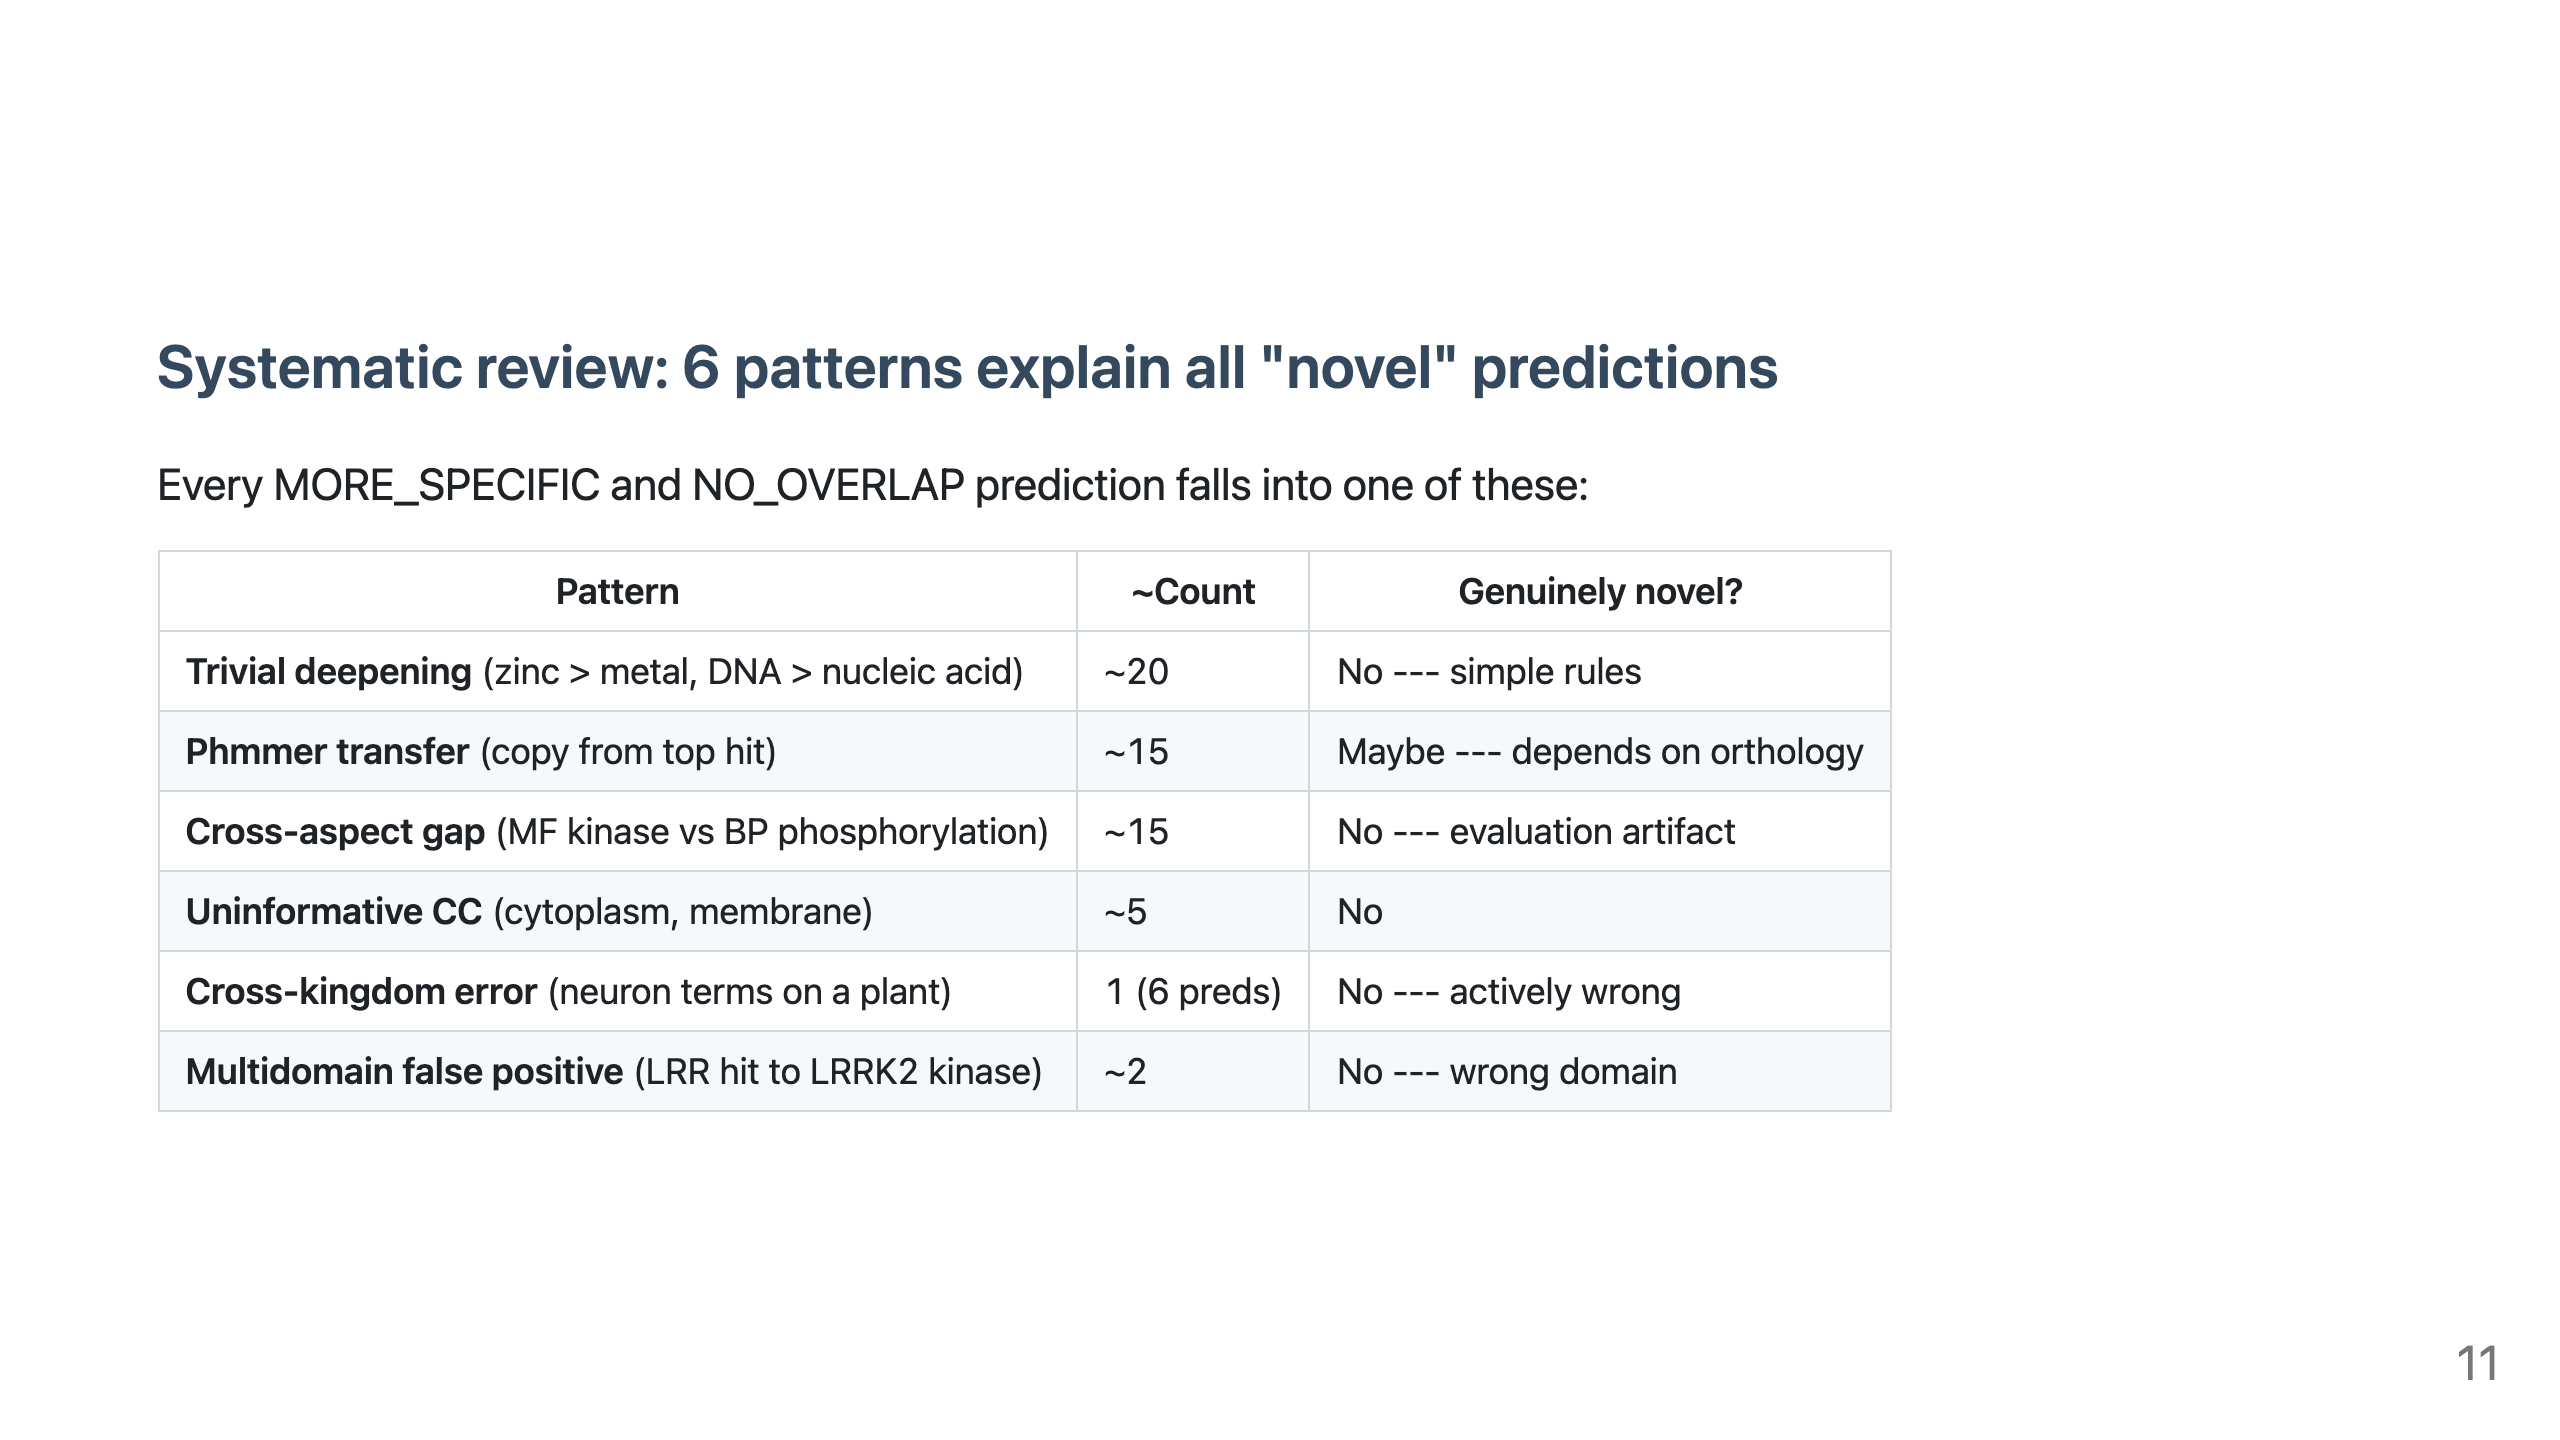 Systematic review: 6 patterns explain all "novel" predictions
Every MORE_SPECIFIC and NO_OVERLAP prediction falls into one of these:
Pattern ~Count Genuinely novel?
Trivial deepening (zinc > metal, DNA > nucleic acid) ~20 No --- simple rules
Phmmer transfer (copy from top hit) ~15 Maybe --- depends on orthology
Cross-aspect gap (MF kinase vs BP phosphorylation) ~15 No --- evaluation artifact
Uninformative CC (cytoplasm, membrane) ~5 No
Cross-kingdom error (neuron terms on a plant) 1 (6 preds) No --- actively wrong
Multidomain false positive (LRR hit to LRRK2 kinase) ~2 No --- wrong domain
11